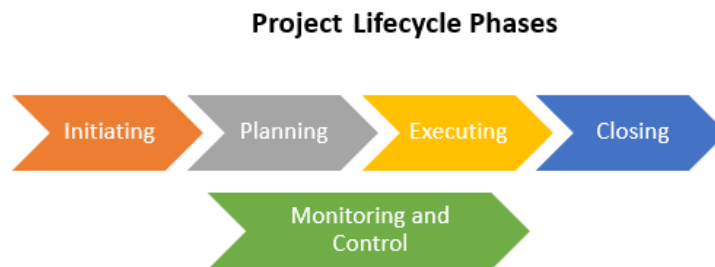 Project Lifecycle Phases
Initiating
Planning
Executing
Closing
Monitoring and
Control